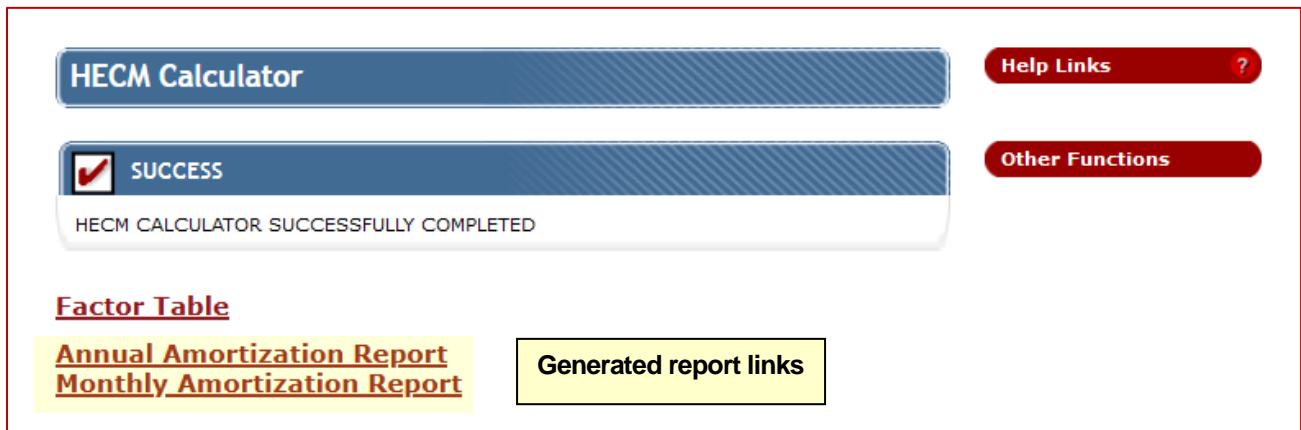 HECM Calculator
Help Links ?
SUCCESS
Other Functions
HECM CALCULATOR SUCCESSFULLY COMPLETED
Factor Table
Annual Amortization Report
Monthly Amortization Report
Generated report links